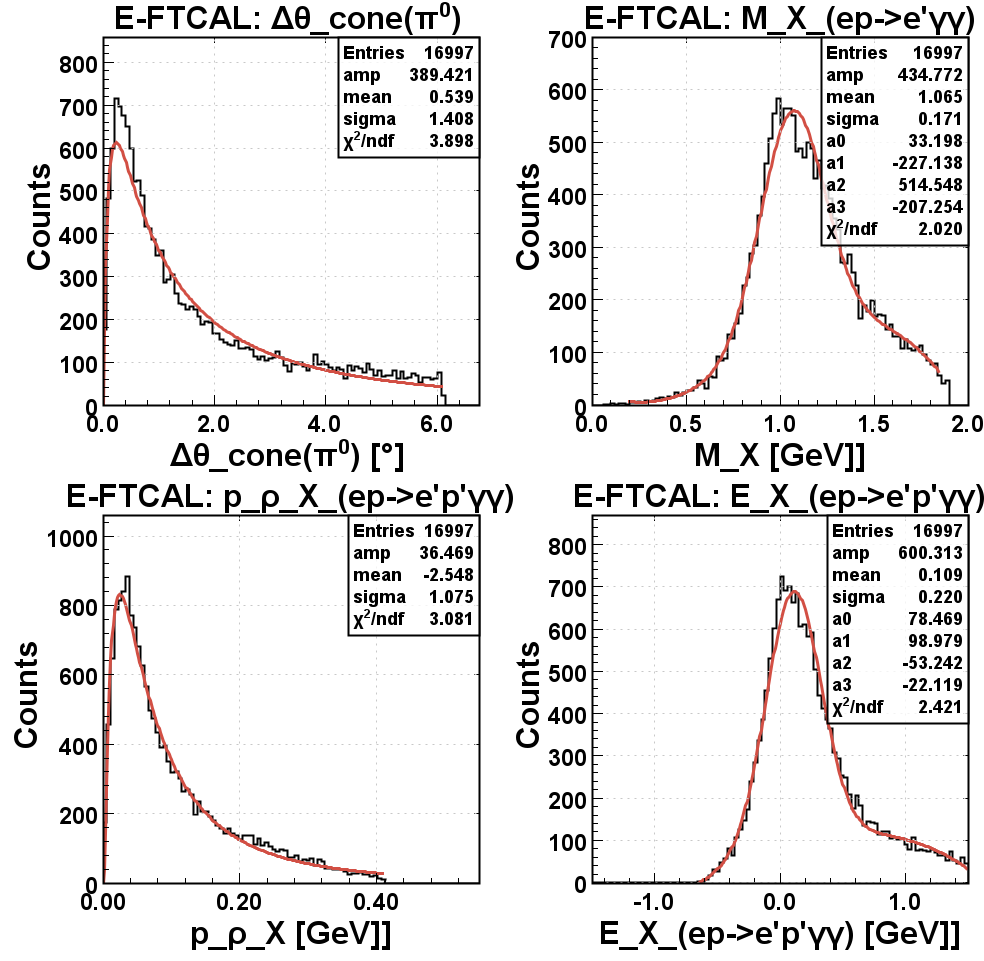 E-FTCAL: Δθ_cone(π⁰)
Entries 16997
amp 389.421
mean 0.539
sigma 1.408
χ²/ndf 3.898
Counts
800
700
600
500
400
300
200
100
0
0.0 2.0 4.0 6.0
Δθ_cone(π⁰) [°]
E-FTCAL: M_X_(ep->e'γγ)
Entries 16997
amp 434.772
mean 1.065
sigma 0.171
a0 33.198
a1 -227.138
a2 514.548
a3 -207.254
χ²/ndf 2.020
Counts
700
600
500
400
300
200
100
0
0.0 0.5 1.0 1.5 2.0
M_X [GeV]]
E-FTCAL: p_ρ_X_(ep->e'p'γγ)
Entries 16997
amp 36.469
mean -2.548
sigma 1.075
χ²/ndf 3.081
Counts
1000
800
600
400
200
0
0.00 0.20 0.40
p_ρ_X [GeV]]
E-FTCAL: E_X_(ep->e'p'γγ)
Entries 16997
amp 600.313
mean 0.109
sigma 0.220
a0 78.469
a1 98.979
a2 -53.242
a3 -22.119
χ²/ndf 2.421
Counts
800
700
600
500
400
300
200
100
0
-1.0 0.0 1.0
E_X_(ep->e'p'γγ) [GeV]]